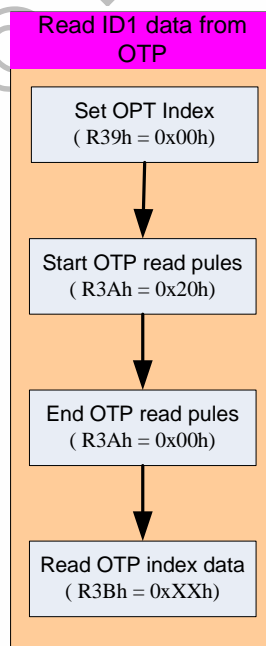 Read ID1 data from
OTP
Set OPT Index
( R39h = 0x00h)
Start OTP read pules
( R3Ah = 0x20h)
End OTP read pules
( R3Ah = 0x00h)
Read OTP index data
( R3Bh = 0xXXh)